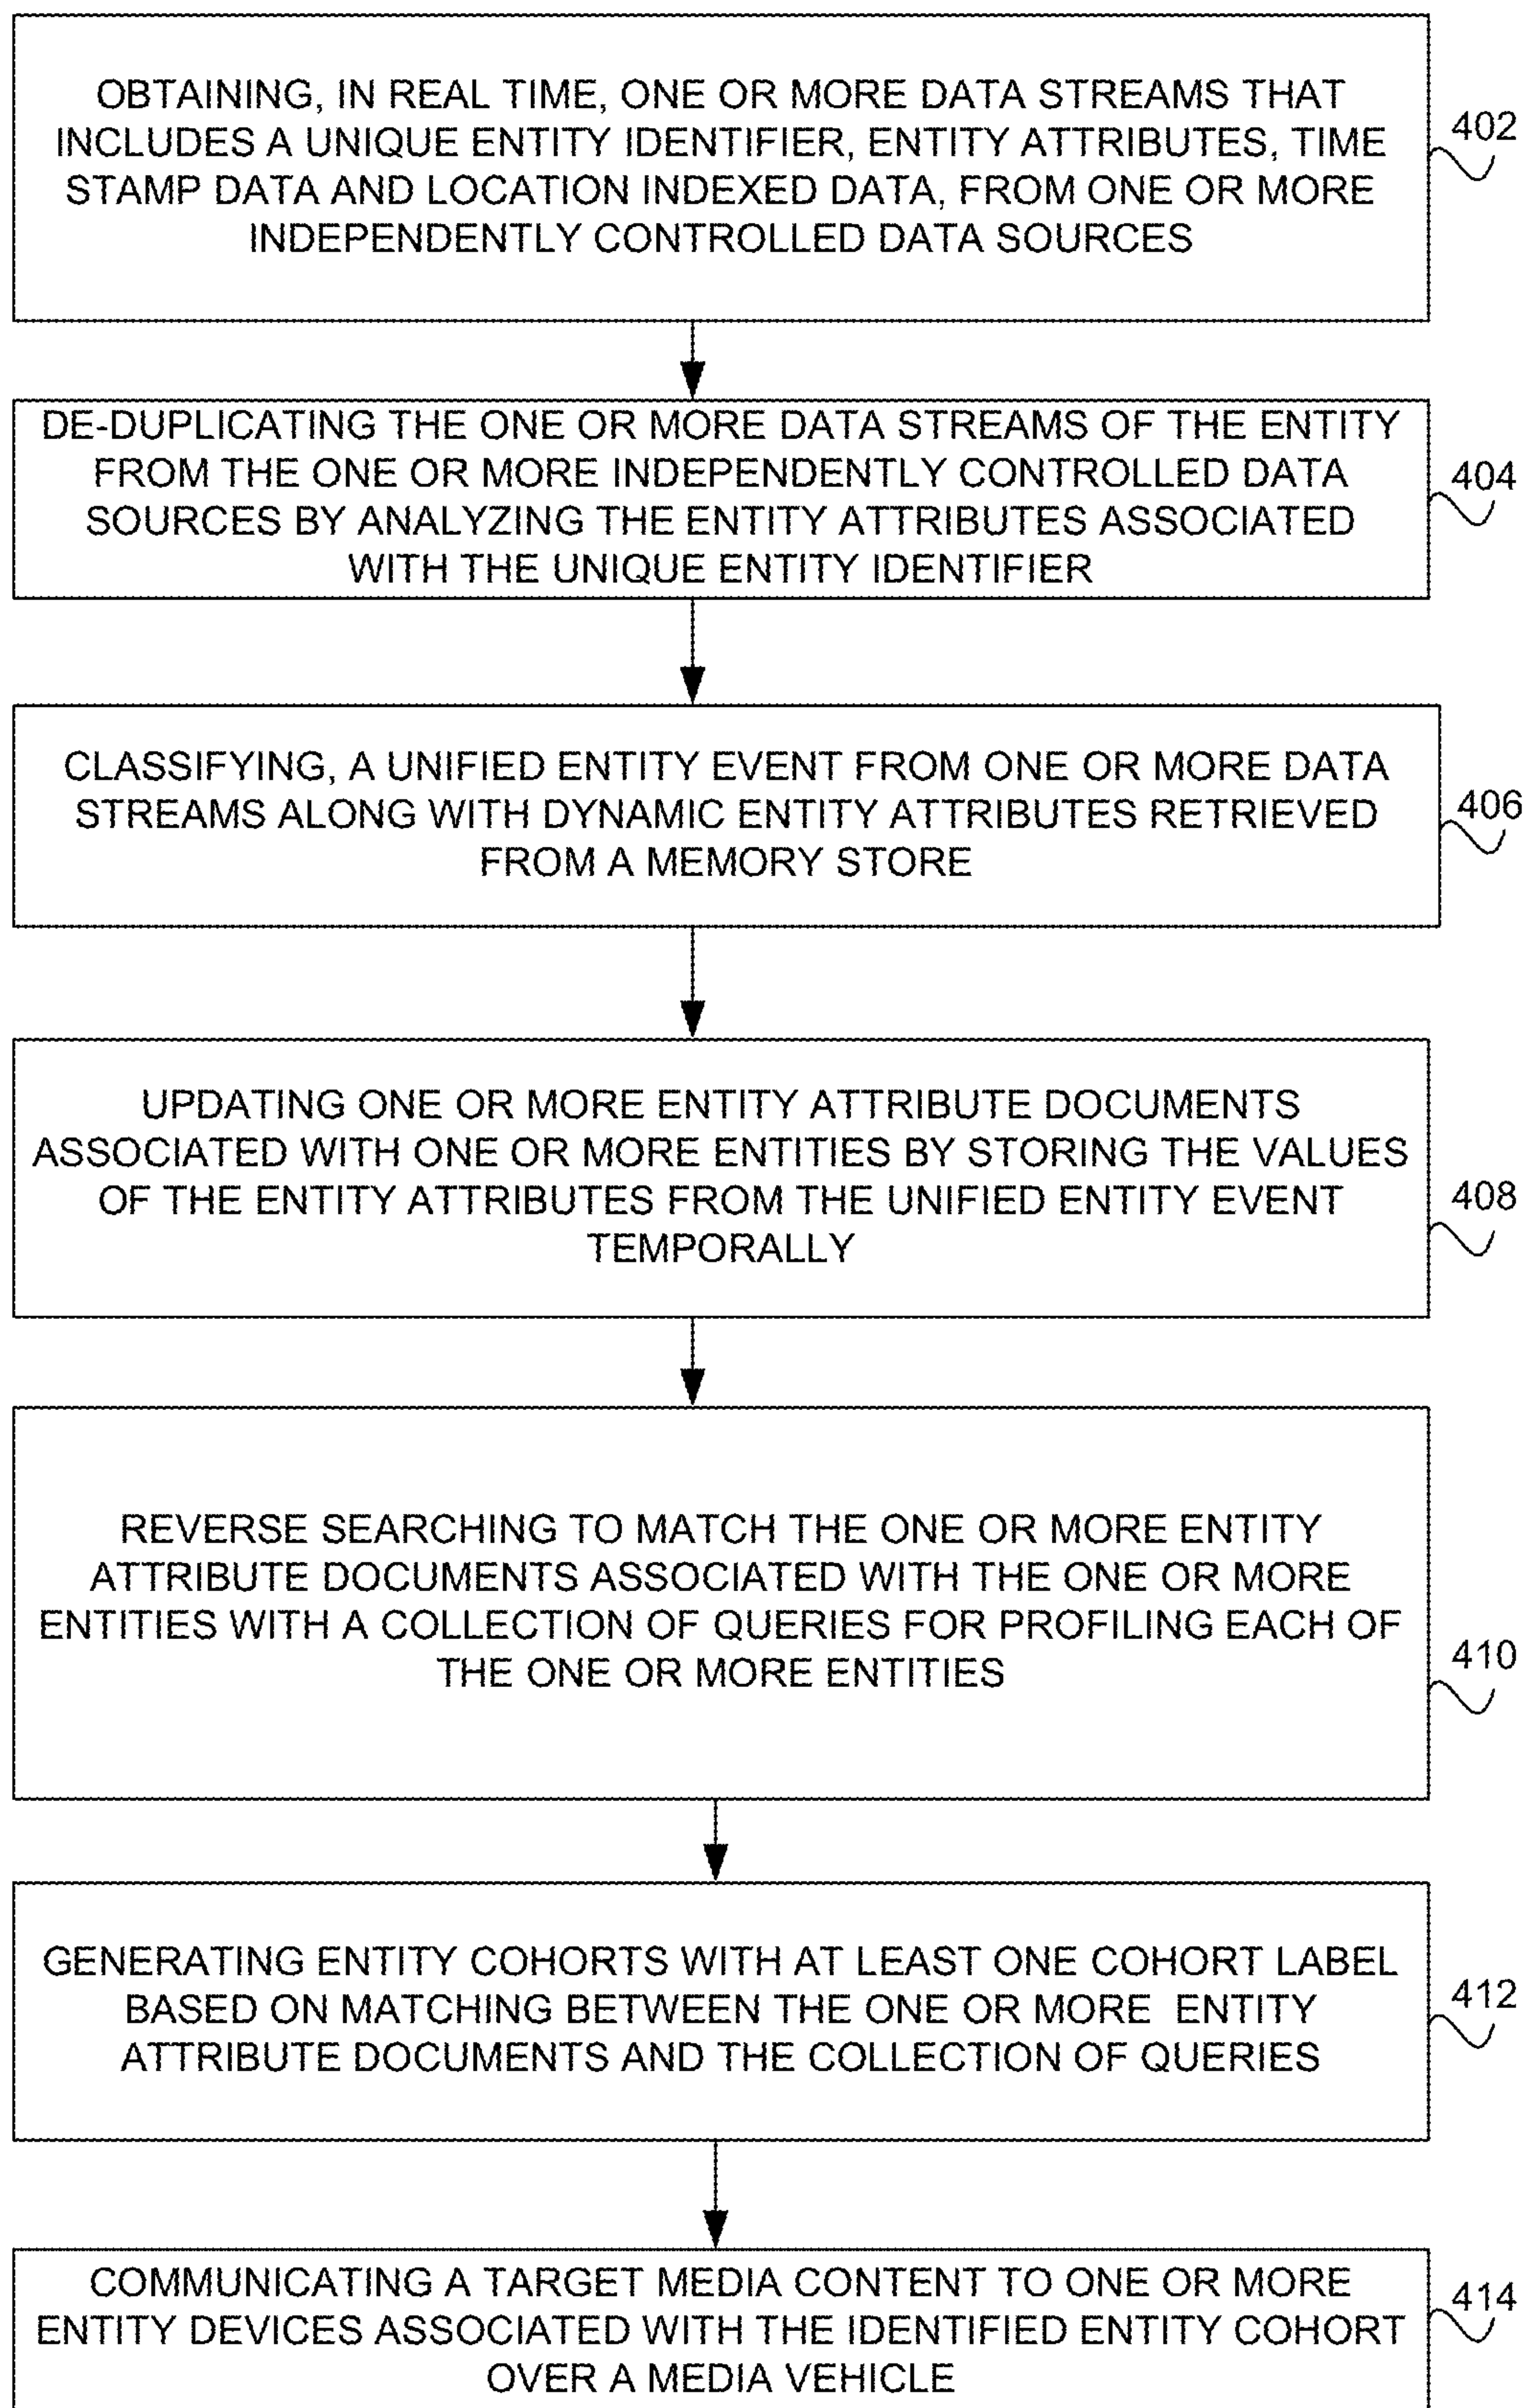 OBTAINING, IN REAL TIME, ONE OR MORE DATA STREAMS THAT
INCLUDES A UNIQUE ENTITY IDENTIFIER, ENTITY ATTRIBUTES, TIME
STAMP DATA AND LOCATION INDEXED DATA, FROM ONE OR MORE
INDEPENDENTLY CONTROLLED DATA SOURCES
402
DE-DUPLICATING THE ONE OR MORE DATA STREAMS OF THE ENTITY
FROM THE ONE OR MORE INDEPENDENTLY CONTROLLED DATA
SOURCES BY ANALYZING THE ENTITY ATTRIBUTES ASSOCIATED
WITH THE UNIQUE ENTITY IDENTIFIER
404
CLASSIFYING, A UNIFIED ENTITY EVENT FROM ONE OR MORE DATA
STREAMS ALONG WITH DYNAMIC ENTITY ATTRIBUTES RETRIEVED
FROM A MEMORY STORE
406
UPDATING ONE OR MORE ENTITY ATTRIBUTE DOCUMENTS
ASSOCIATED WITH ONE OR MORE ENTITIES BY STORING THE VALUES
OF THE ENTITY ATTRIBUTES FROM THE UNIFIED ENTITY EVENT
TEMPORALLY
408
REVERSE SEARCHING TO MATCH THE ONE OR MORE ENTITY
ATTRIBUTE DOCUMENTS ASSOCIATED WITH THE ONE OR MORE
ENTITIES WITH A COLLECTION OF QUERIES FOR PROFILING EACH OF
THE ONE OR MORE ENTITIES
410
GENERATING ENTITY COHORTS WITH AT LEAST ONE COHORT LABEL
BASED ON MATCHING BETWEEN THE ONE OR MORE ENTITY
ATTRIBUTE DOCUMENTS AND THE COLLECTION OF QUERIES
412
COMMUNICATING A TARGET MEDIA CONTENT TO ONE OR MORE
ENTITY DEVICES ASSOCIATED WITH THE IDENTIFIED ENTITY COHORT
OVER A MEDIA VEHICLE
414